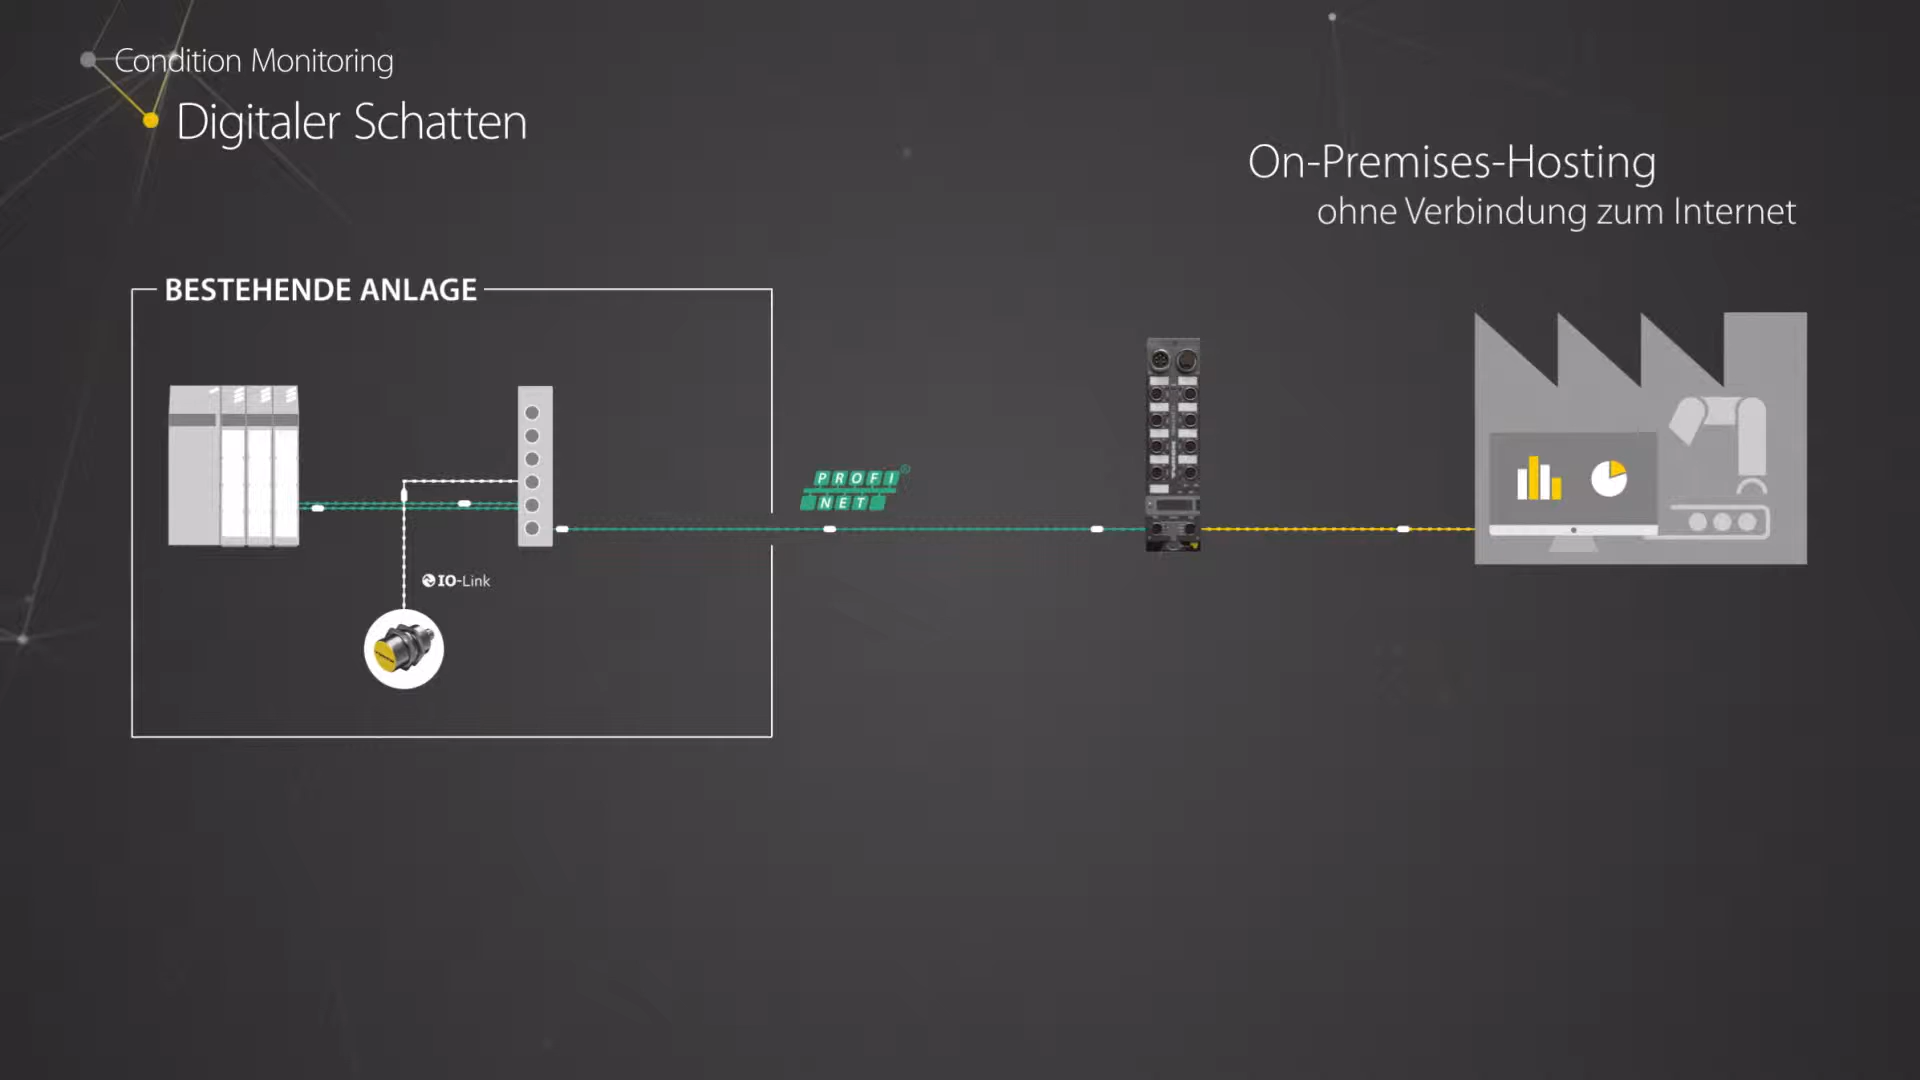 Condition Monitoring
Digitaler Schatten
On-Premises-Hosting
ohne Verbindung zum Internet
BESTEHENDE ANLAGE
PROFI®
NET
IO-Link